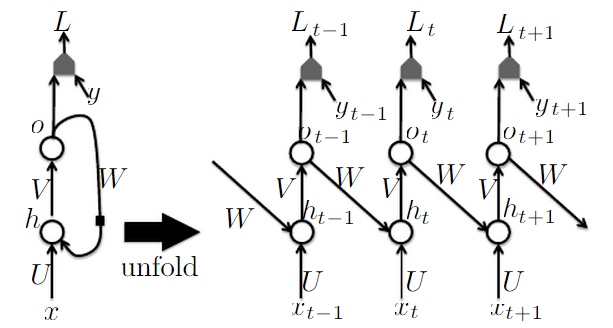 L L_{t-1} L_t L_{t+1}
y y_{t-1} y_t y_{t+1}
o o_{t-1} o_t o_{t+1}
V W V W V W V W
h W h_{t-1} h_t h_{t+1}
unfold
U U U U
x x_{t-1} x_t x_{t+1}